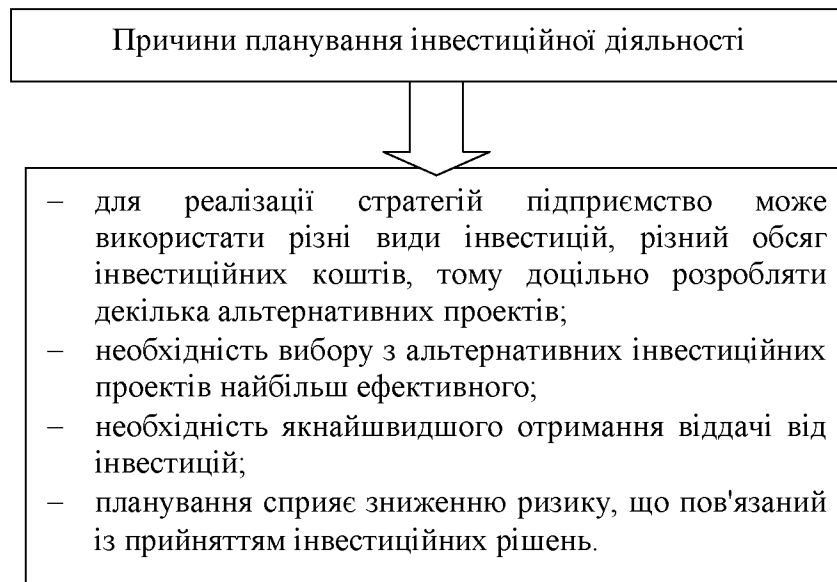 Причини планування інвестиційної діяльності
– для реалізації стратегій підприємство може
використати різні види інвестицій, різний обсяг
інвестиційних коштів, тому доцільно розробляти
декілька альтернативних проектів;
– необхідність вибору з альтернативних інвестиційних
проектів найбільш ефективного;
– необхідність якнайшвидшого отримання віддачі від
інвестицій;
– планування сприяє зниженню ризику, що пов'язаний
із прийняттям інвестиційних рішень.